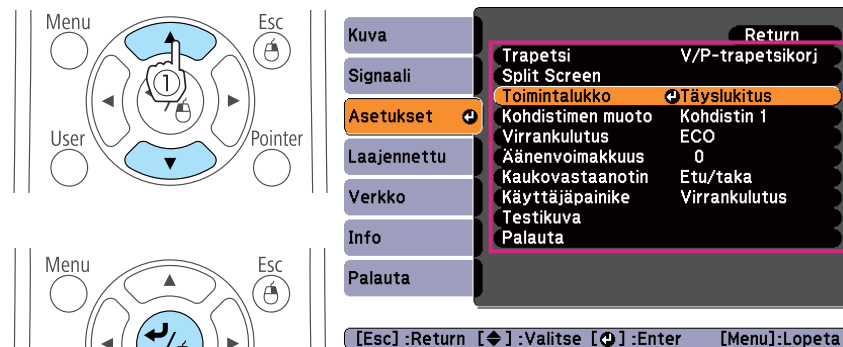 Menu
Esc
1
User
Pointer
Menu
Esc
Kuva
Signaali
Asetukset
Laajennettu
Verkko
Info
Palauta
Return
Trapetsi V/P-trapetsikorj
Split Screen
Toimintalukko Täyslukitus
Kohdistimen muoto Kohdistin 1
Virrankulutus ECO
Äänenvoimakkuus 0
Kaukovastaanotin Etu/taka
Käyttäjäpainike Virrankulutus
Testikuva
Palauta
[Esc] :Return [◆] :Valitse [⏎] :Enter [Menu]:Lopeta